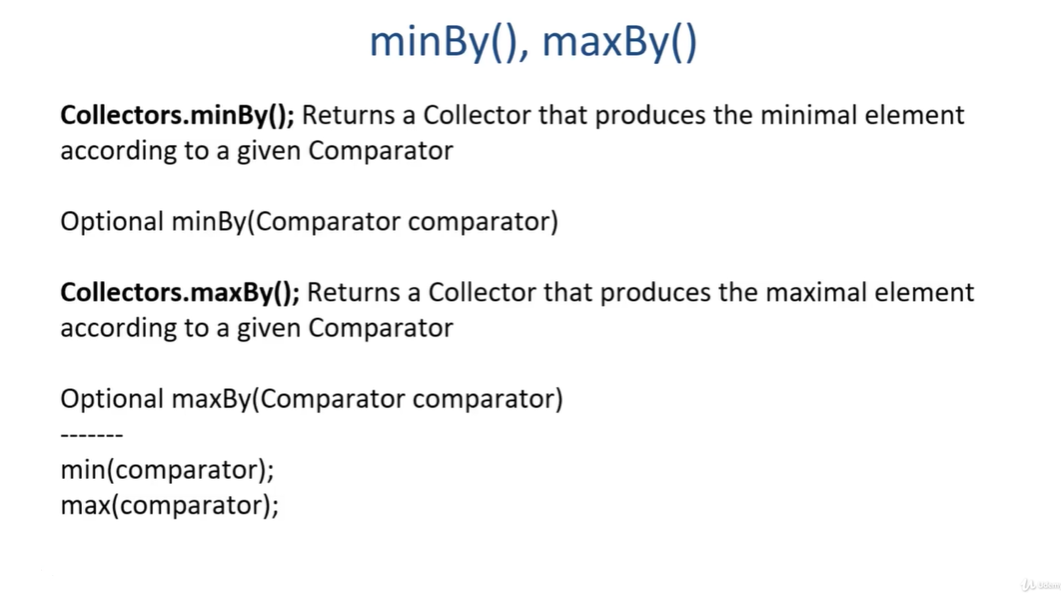 minBy(), maxBy()
Collectors.minBy(); Returns a Collector that produces the minimal element
according to a given Comparator
Optional minBy(Comparator comparator)
Collectors.maxBy(); Returns a Collector that produces the maximal element
according to a given Comparator
Optional maxBy(Comparator comparator)
-------
min(comparator);
max(comparator);
Udemy